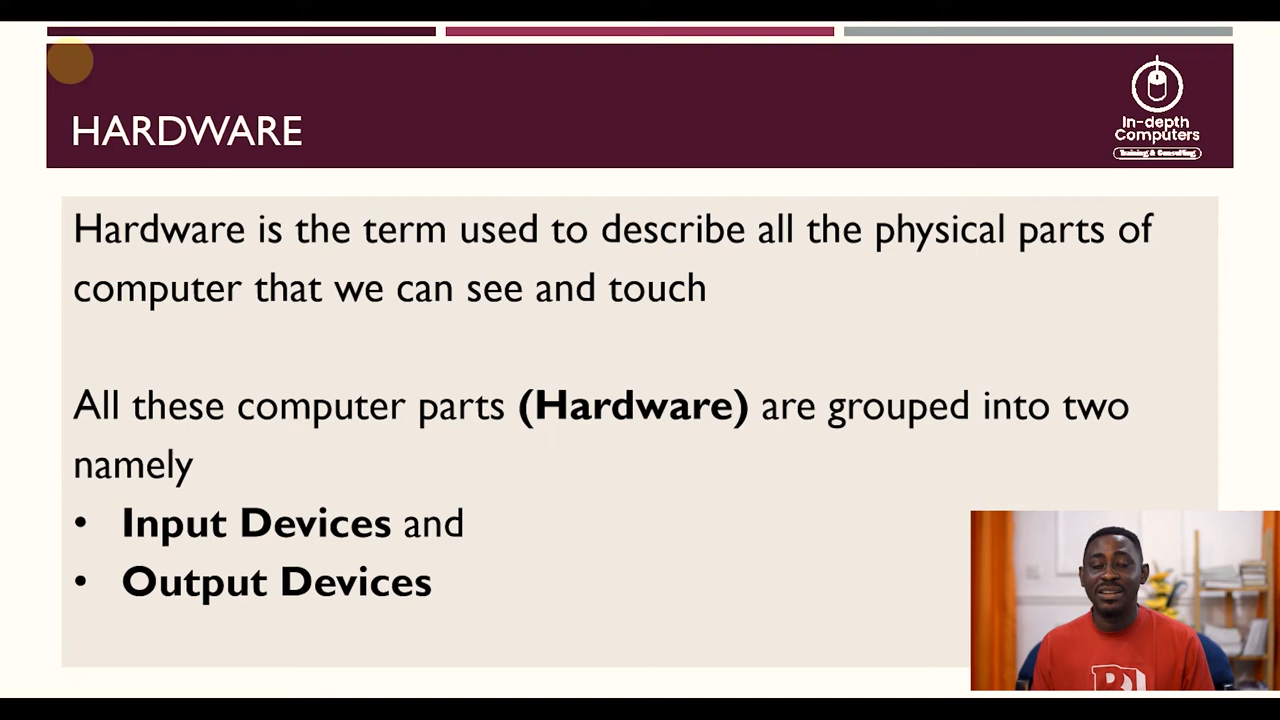 HARDWARE
In-depth
Computers
Training & Consulting
Hardware is the term used to describe all the physical parts of
computer that we can see and touch
All these computer parts (Hardware) are grouped into two
namely
• Input Devices and
• Output Devices